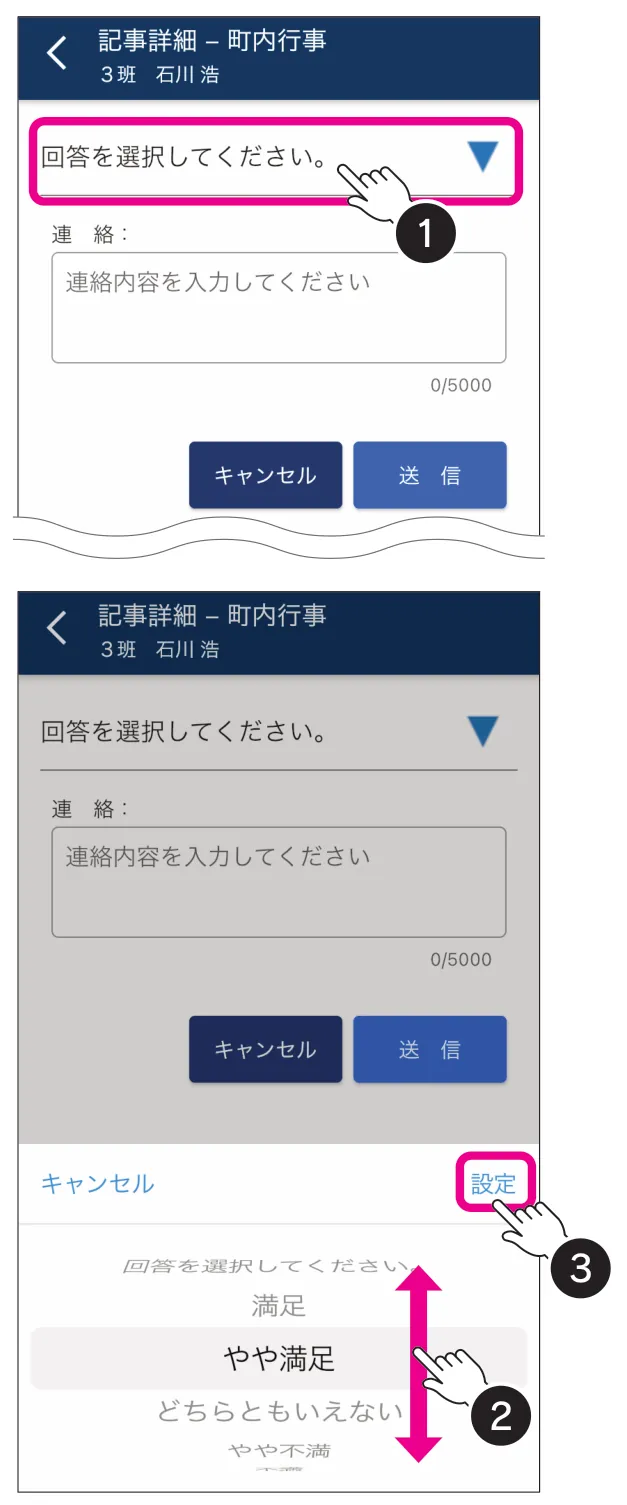 記事詳細 – 町内行事
3班　石川 浩
回答を選択してください。
1
連　絡：
連絡内容を入力してください
0/5000
キャンセル
送　信
記事詳細 – 町内行事
3班　石川 浩
回答を選択してください。
連　絡：
連絡内容を入力してください
0/5000
キャンセル
送　信
キャンセル
設定
3
回答を選択してください。
満足
やや満足
どちらともいえない
2
やや不満